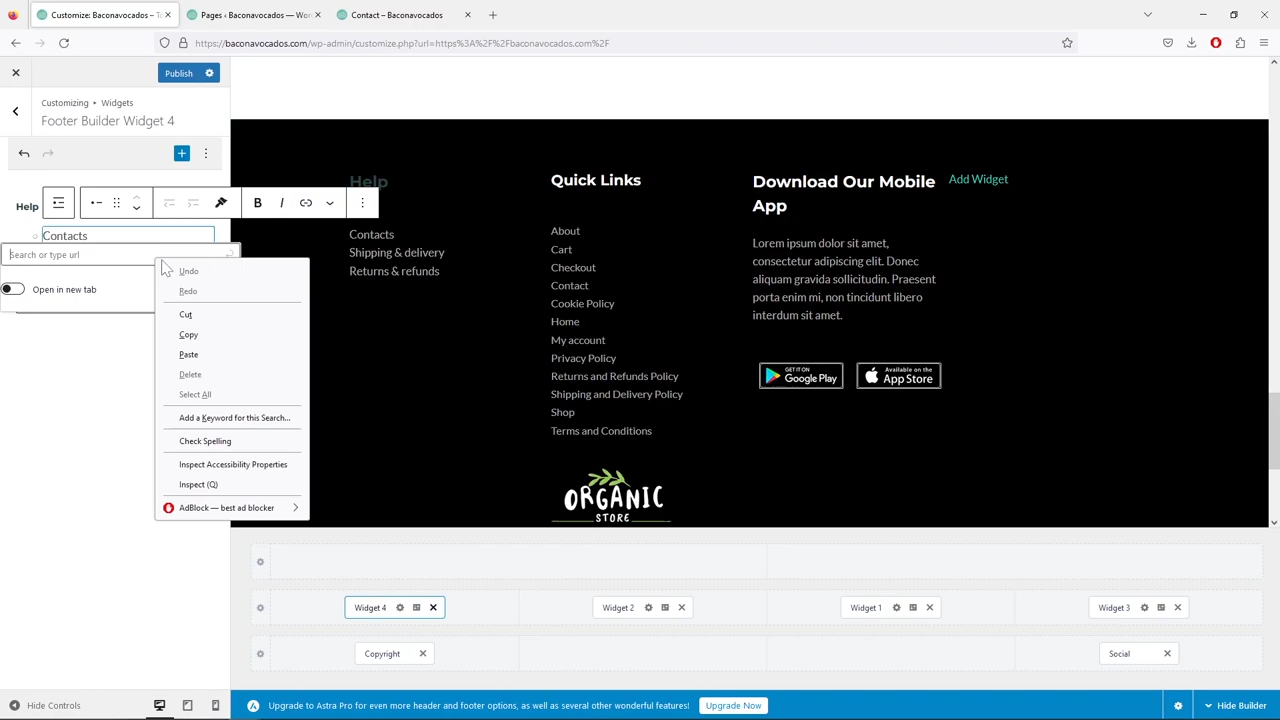 Customize: Baconavocados – To
Pages ‹ Baconavocados — Wor
Contact – Baconavocados
https://baconavocados.com/wp-admin/customize.php?url=https%3A%2F%2Fbaconavocados.com%2F
Publish
Customizing ▸ Widgets
Footer Builder Widget 4
Help
B I
Contacts
Search or type url
Open in new tab
Undo
Redo
Cut
Copy
Paste
Delete
Select All
Add a Keyword for this Search...
Check Spelling
Inspect Accessibility Properties
Inspect (Q)
AdBlock — best ad blocker
Help
Contacts
Shipping & delivery
Returns & refunds
Quick Links
About
Cart
Checkout
Contact
Cookie Policy
Home
My account
Privacy Policy
Returns and Refunds Policy
Shipping and Delivery Policy
Shop
Terms and Conditions
ORGANIC
STORE
Download Our Mobile
App
Lorem ipsum dolor sit amet,
consectetur adipiscing elit. Donec
aliquam gravida sollicitudin. Praesent
porta enim mi, non tincidunt libero
interdum sit amet.
GET IT ON
Google Play
Available on the
App Store
Add Widget
Widget 4
Widget 2
Widget 1
Widget 3
Copyright
Social
Hide Controls
Upgrade to Astra Pro for even more header and footer options, as well as several other wonderful features!
Upgrade Now
Hide Builder